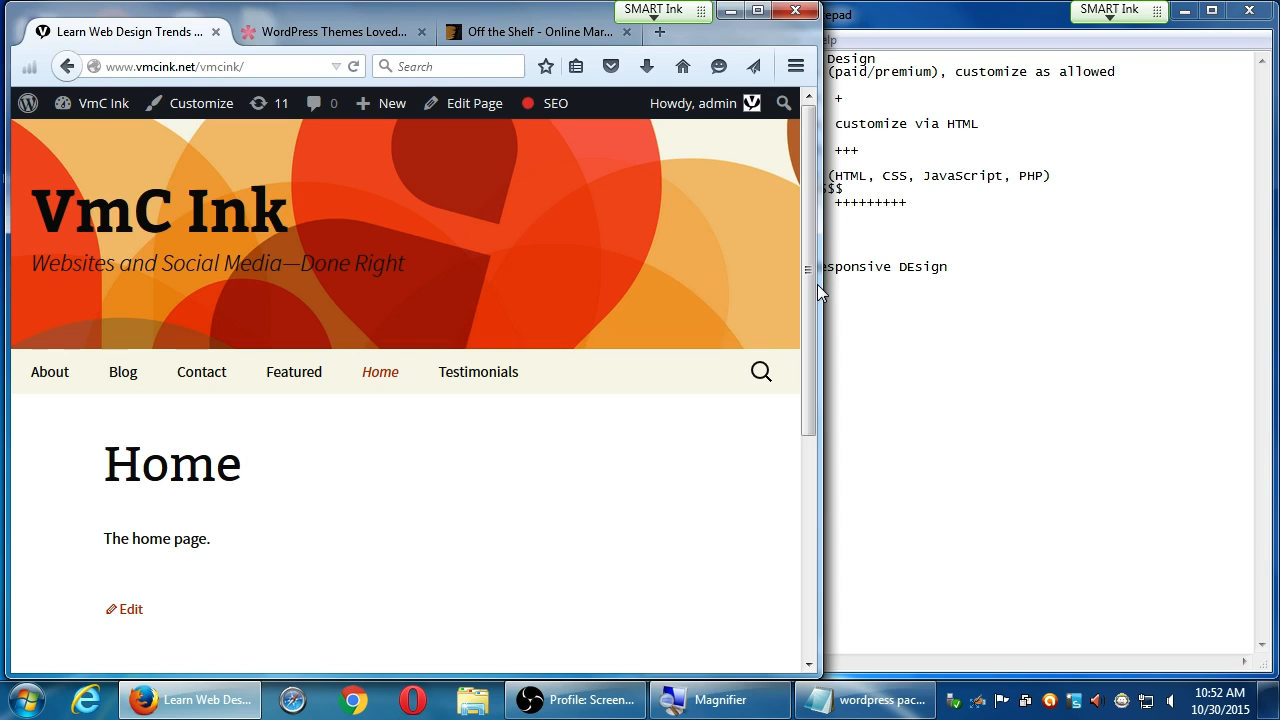 SMART Ink
Learn Web Design Trends ...
WordPress Themes Loved...
Off the Shelf - Online Mar...
www.vmcink.net/vmcink/
Search
VmC Ink
Customize
11
0
New
Edit Page
SEO
Howdy, admin
VmC Ink
Websites and Social Media—Done Right
About
Blog
Contact
Featured
Home
Testimonials
Home
The home page.
Edit
epad
SMART Ink
elp
Design
(paid/premium), customize as allowed
+
customize via HTML
+++
(HTML, CSS, JavaScript, PHP)
$$
+++++++++
sponsive DEsign
Learn Web Des...
Profile: Screen...
Magnifier
wordpress pac...
10:52 AM
10/30/2015